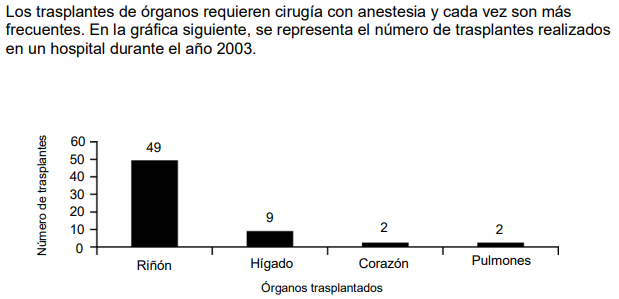 Los trasplantes de órganos requieren cirugía con anestesia y cada vez son más
frecuentes. En la gráfica siguiente, se representa el número de trasplantes realizados
en un hospital durante el año 2003.
Número de trasplantes
60
50
40
30
20
10
0
49
9
2
2
Riñón
Hígado
Corazón
Pulmones
Órganos trasplantados